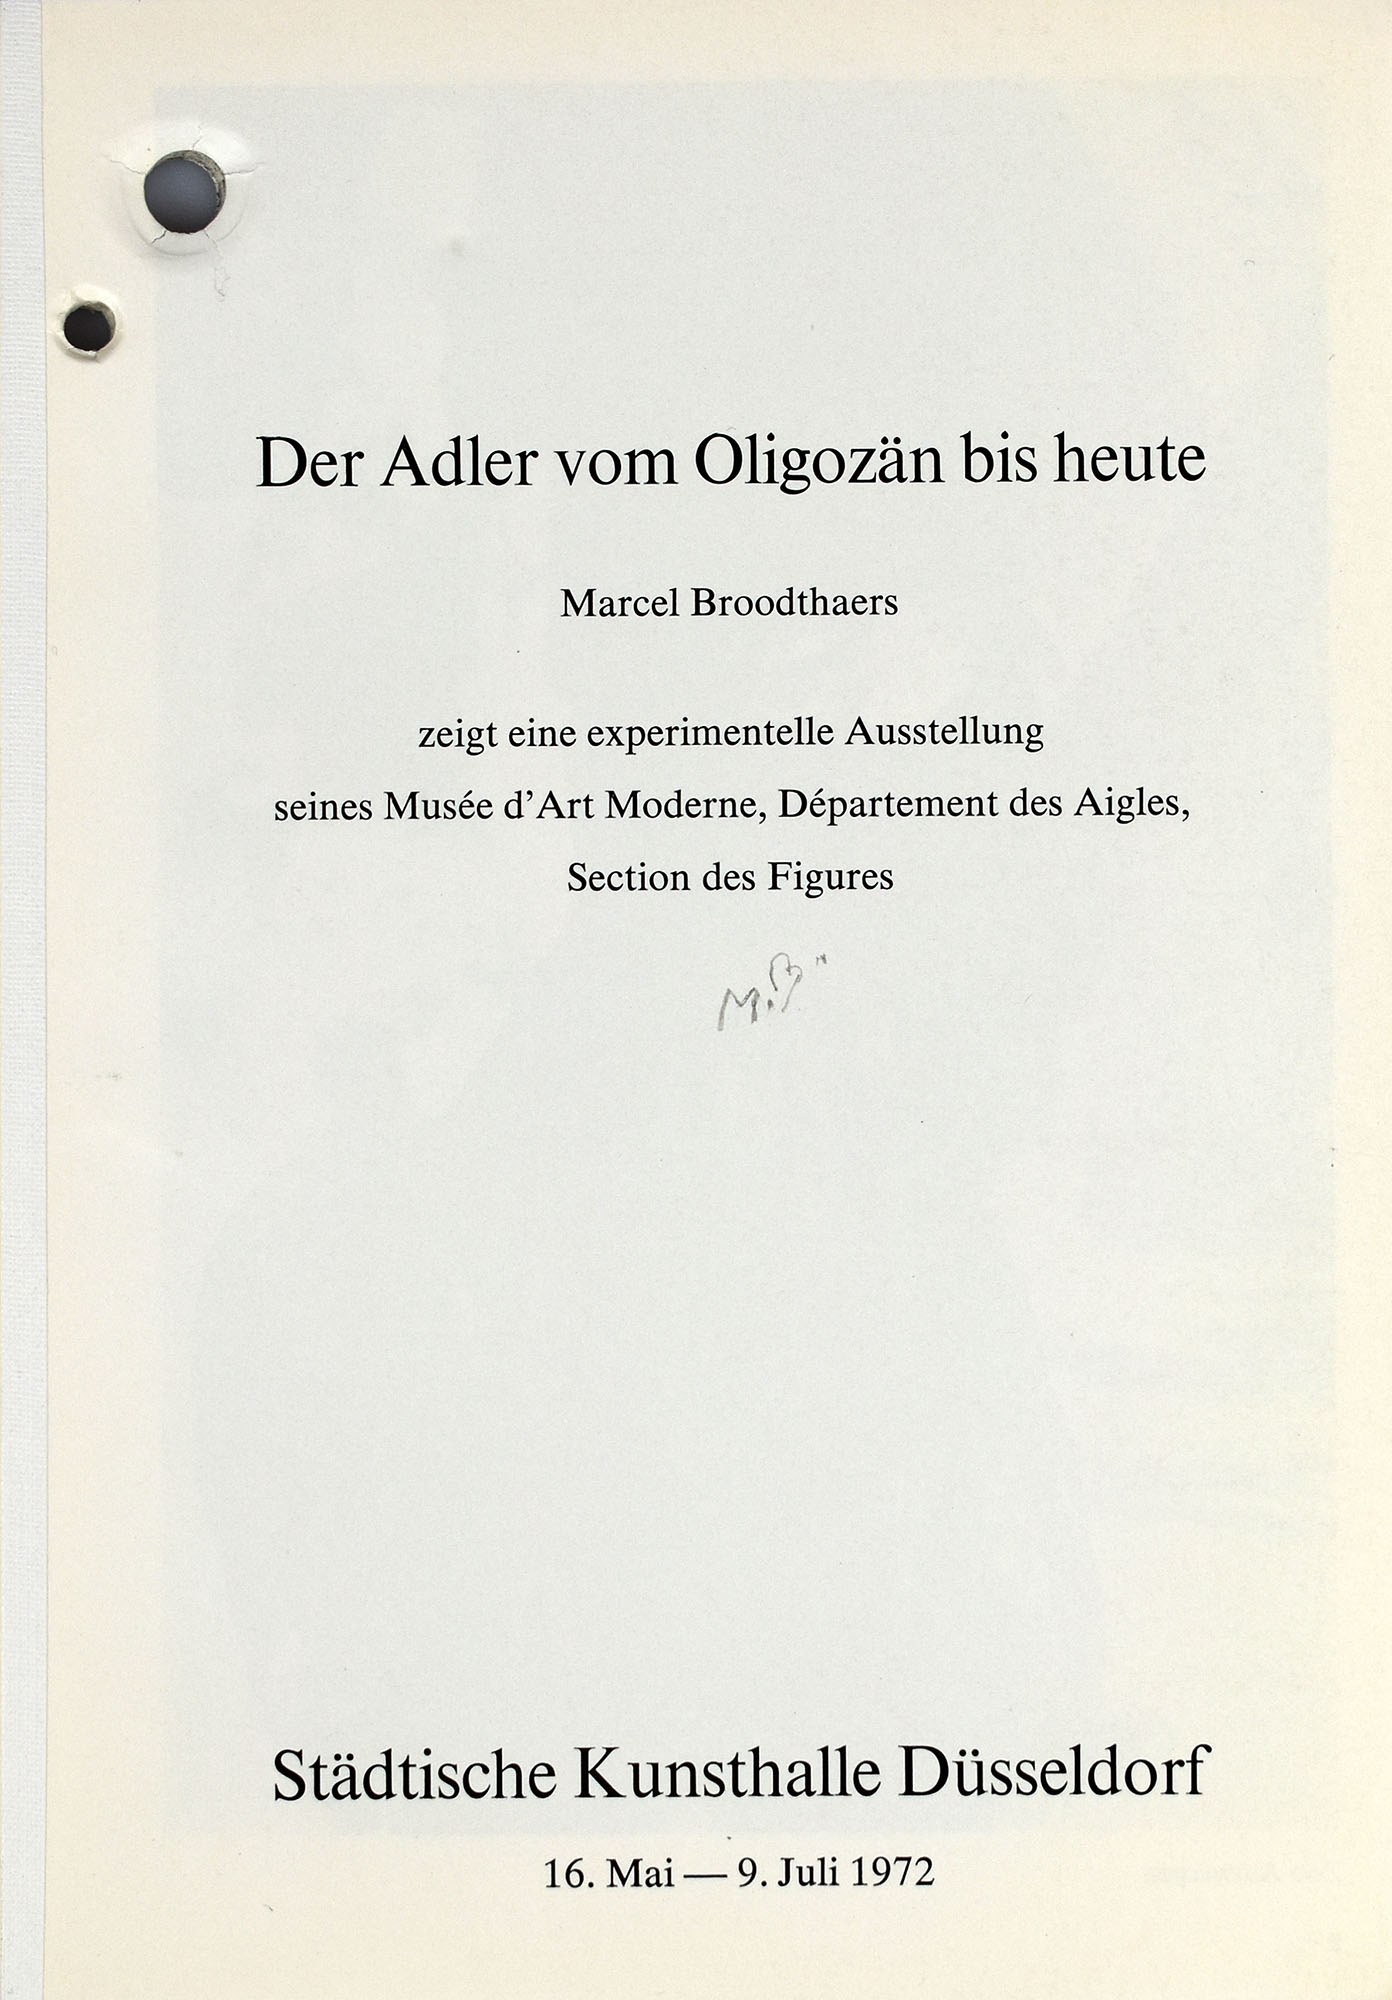 Der Adler vom Oligozän bis heute
Marcel Broodthaers
zeigt eine experimentelle Ausstellung
seines Musée d’Art Moderne, Département des Aigles,
Section des Figures
M.B
Städtische Kunsthalle Düsseldorf
16. Mai — 9. Juli 1972